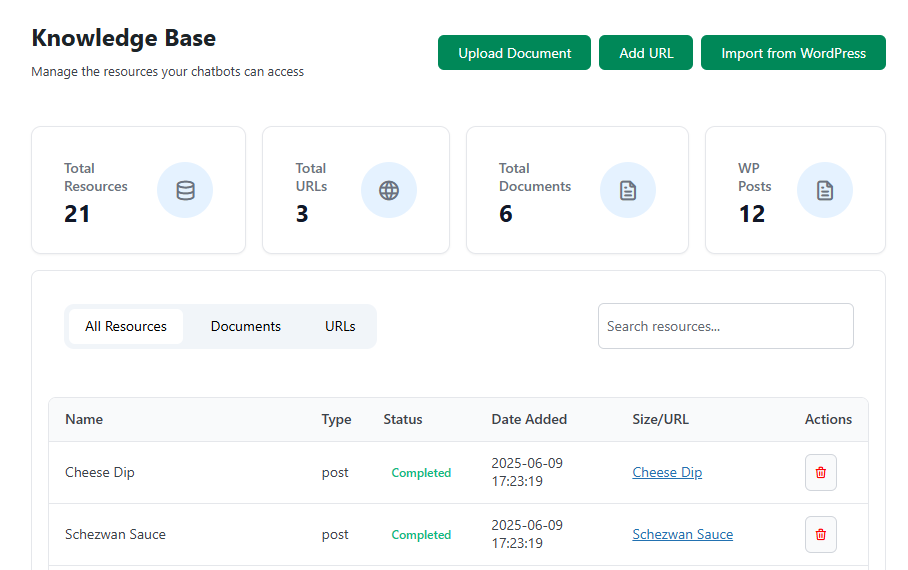 Knowledge Base
Manage the resources your chatbots can access
Upload Document
Add URL
Import from WordPress
Total
Resources
21
Total
URLs
3
Total
Documents
6
WP
Posts
12
All Resources
Documents
URLs
Search resources...
Name Type Status Date Added Size/URL Actions
Cheese Dip post Completed 2025-06-09 17:23:19 Cheese Dip
Schezwan Sauce post Completed 2025-06-09 17:23:19 Schezwan Sauce